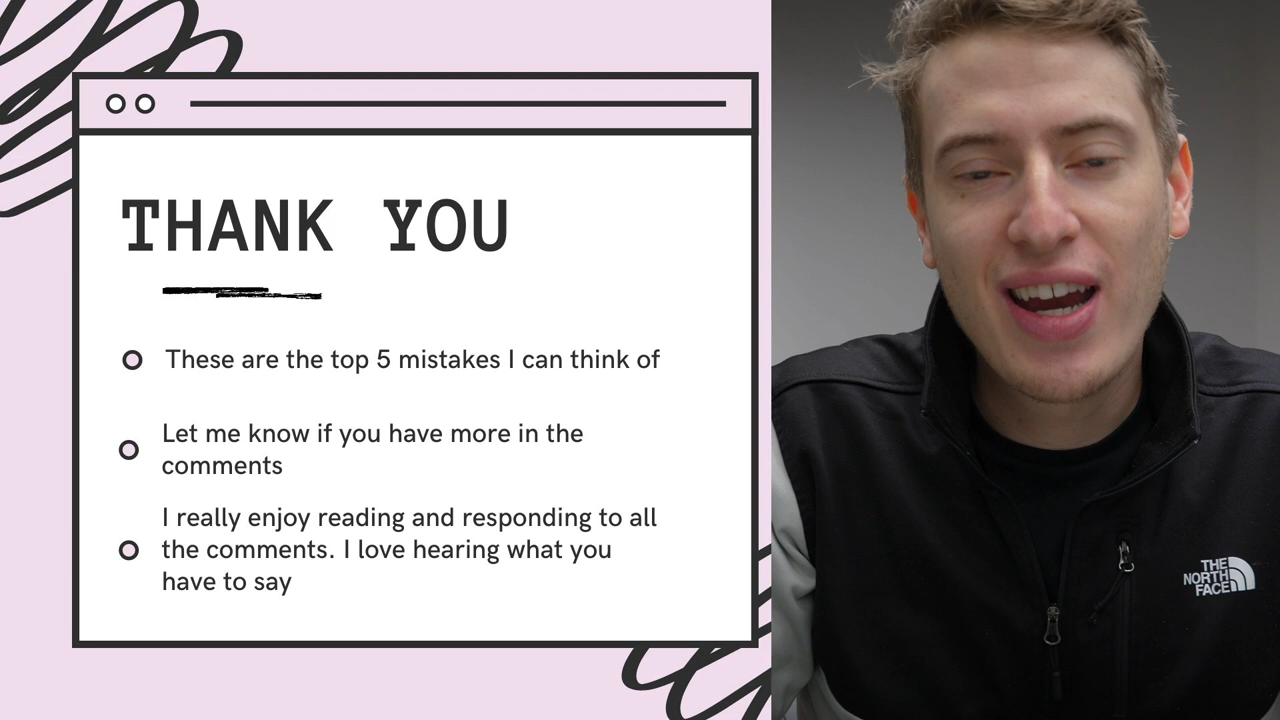 THANK YOU
These are the top 5 mistakes I can think of
Let me know if you have more in the
comments
I really enjoy reading and responding to all
the comments. I love hearing what you
have to say
THE
NORTH
FACE